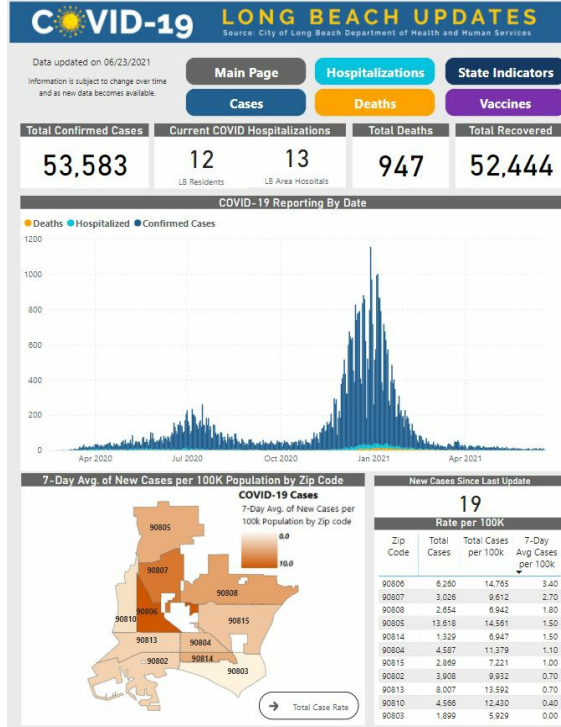 COVID-19 LONG BEACH UPDATES
Source: City of Long Beach Department of Health and Human Services
Data updated on 06/23/2021
Information is subject to change over time
and as new data becomes available.
Main Page Hospitalizations State Indicators
Cases Deaths Vaccines
Total Confirmed Cases Current COVID Hospitalizations Total Deaths Total Recovered
53,583 12 13 947 52,444
LB Residents LB Area Hospitals
COVID-19 Reporting By Date
Deaths Hospitalized Confirmed Cases
1200
1000
800
600
400
200
0
Apr 2020 Jul 2020 Oct 2020 Jan 2021 Apr 2021
7-Day Avg. of New Cases per 100K Population by Zip Code
COVID-19 Cases
7-Day Avg. of New Cases per
100k Population by Zip code
0.0
10.0
90805
90807
90808
90810
90806
90815
90813
90804
90802
90814
90803
Total Case Rate
New Cases Since Last Update
19
Rate per 100K
Zip Code Total Cases Total Cases per 100k 7-Day Avg Cases per 100k
90806 6,260 14,765 3.40
90807 3,026 9,612 2.70
90808 2,654 6,942 1.80
90805 13,618 14,561 1.50
90814 1,329 6,947 1.50
90804 4,587 11,379 1.10
90815 2,869 7,221 1.00
90802 3,908 9,932 0.70
90813 8,007 13,592 0.70
90810 4,566 12,430 0.40
90803 1,899 5,929 0.00